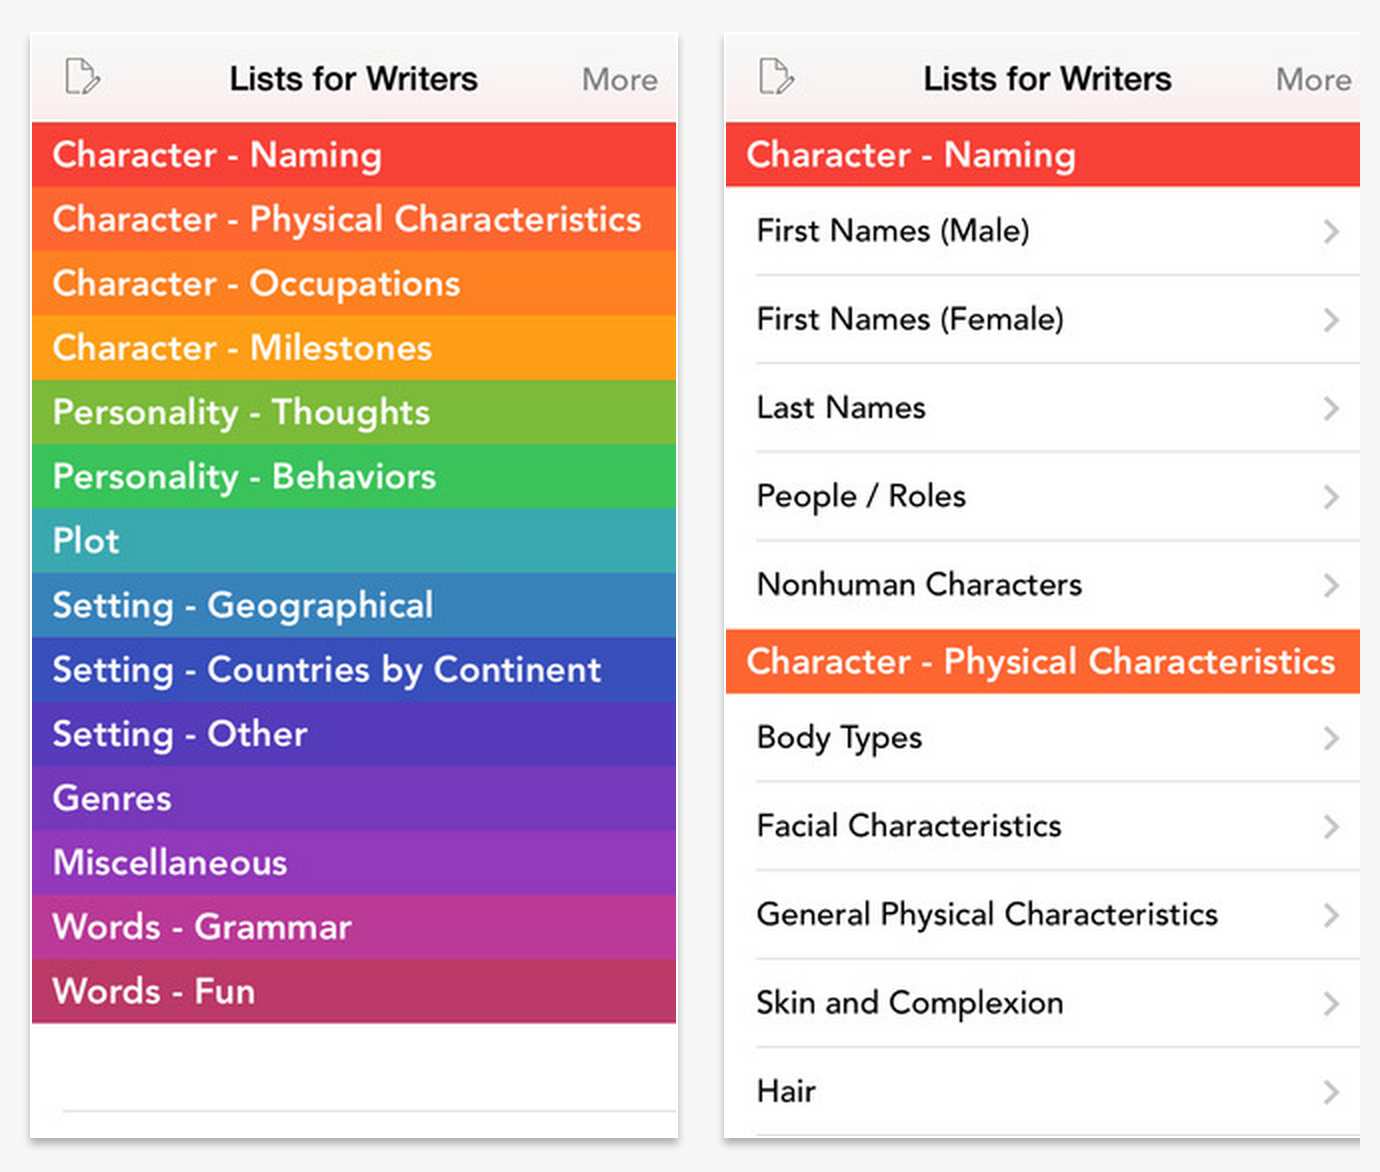 Lists for Writers
More
Character - Naming
Character - Physical Characteristics
Character - Occupations
Character - Milestones
Personality - Thoughts
Personality - Behaviors
Plot
Setting - Geographical
Setting - Countries by Continent
Setting - Other
Genres
Miscellaneous
Words - Grammar
Words - Fun
Lists for Writers
More
Character - Naming
First Names (Male)
First Names (Female)
Last Names
People / Roles
Nonhuman Characters
Character - Physical Characteristics
Body Types
Facial Characteristics
General Physical Characteristics
Skin and Complexion
Hair